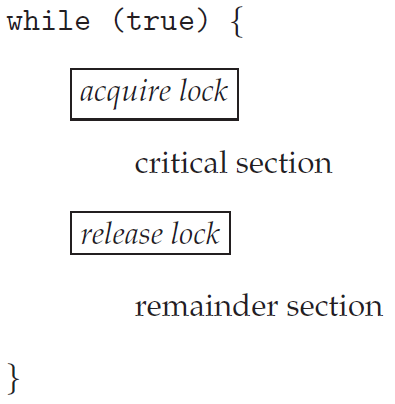 while (true) {
acquire lock
critical section
release lock
remainder section
}